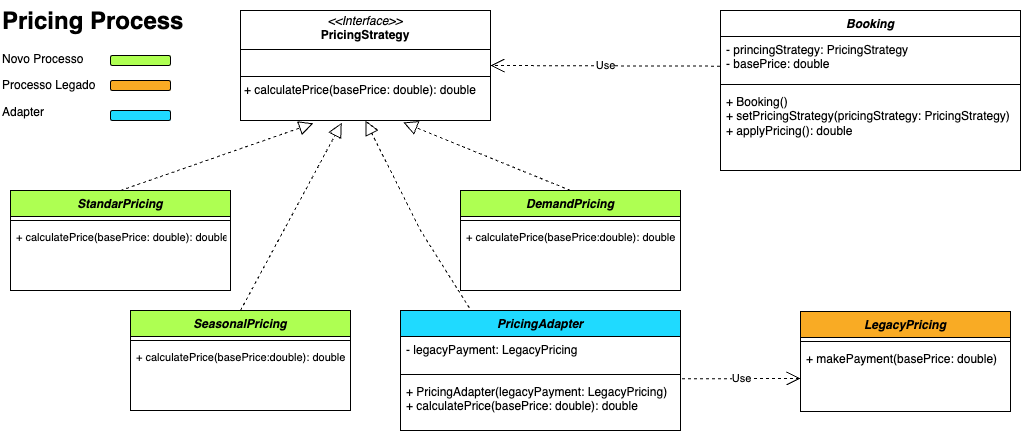 Pricing Process
Novo Processo
Processo Legado
Adapter
<<Interface>>
PricingStrategy
+ calculatePrice(basePrice: double): double
Use
Booking
- princingStrategy: PricingStrategy
- basePrice: double
+ Booking()
+ setPricingStrategy(pricingStrategy: PricingStrategy)
+ applyPricing(): double
StandarPricing
+ calculatePrice(basePrice: double): double
DemandPricing
+ calculatePrice(basePrice:double): double
SeasonalPricing
+ calculatePrice(basePrice:double): double
PricingAdapter
- legacyPayment: LegacyPricing
+ PricingAdapter(legacyPayment: LegacyPricing)
+ calculatePrice(basePrice: double): double
Use
LegacyPricing
+ makePayment(basePrice: double)